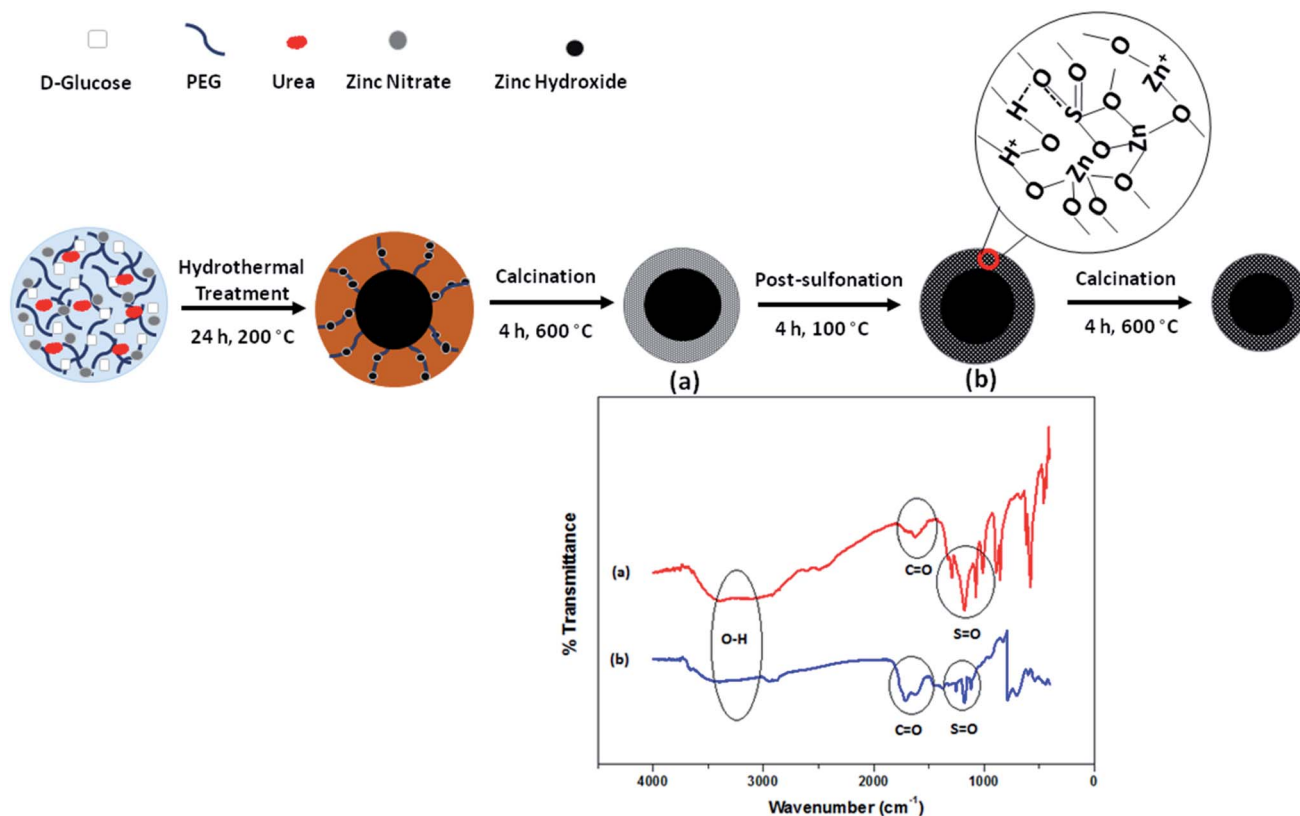 D-Glucose
PEG
Urea
Zinc Nitrate
Zinc Hydroxide
O
O
O
Zn⁺
H
S
O
O
H⁺
O
O
Zn
Zn
O
O
O
O
Hydrothermal
Treatment
24 h, 200 °C
Calcination
4 h, 600 °C
Post-sulfonation
4 h, 100 °C
Calcination
4 h, 600 °C
(a)
(b)
% Transmittance
(a)
C=O
S=O
O-H
(b)
C=O
S=O
4000
3000
2000
1000
0
Wavenumber (cm⁻¹)